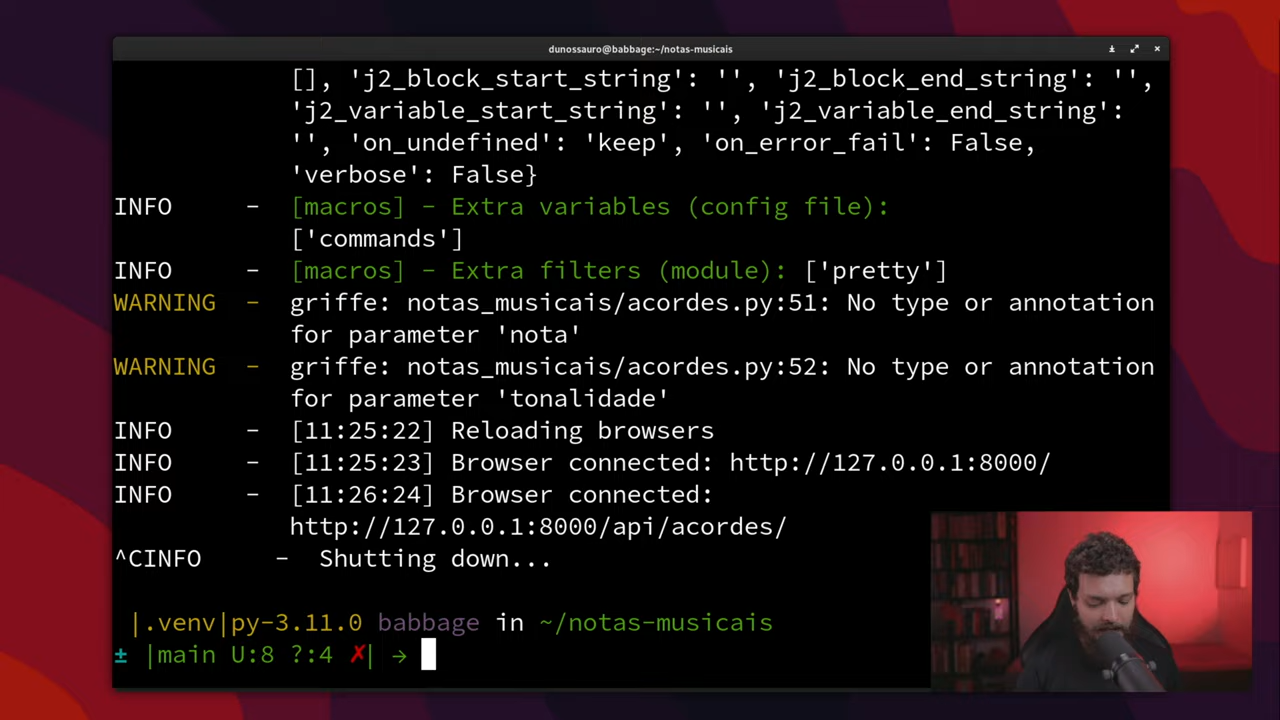 dunossauro@babbage:~/notas-musicais
[], 'j2_block_start_string': '', 'j2_block_end_string': '',
'j2_variable_start_string': '', 'j2_variable_end_string':
'', 'on_undefined': 'keep', 'on_error_fail': False,
'verbose': False}
INFO - [macros] - Extra variables (config file):
['commands']
INFO - [macros] - Extra filters (module): ['pretty']
WARNING - griffe: notas_musicais/acordes.py:51: No type or annotation
for parameter 'nota'
WARNING - griffe: notas_musicais/acordes.py:52: No type or annotation
for parameter 'tonalidade'
INFO - [11:25:22] Reloading browsers
INFO - [11:25:23] Browser connected: http://127.0.0.1:8000/
INFO - [11:26:24] Browser connected:
http://127.0.0.1:8000/api/acordes/
^CINFO - Shutting down...
|.venv|py-3.11.0 babbage in ~/notas-musicais
± |main U:8 ?:4 ✗| →